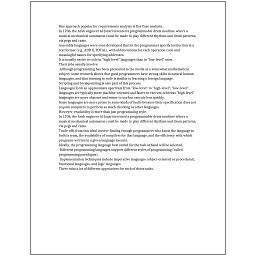 One approach popular for requirements analysis is Use Case analysis.
In 1206, the Arab engineer Al-Jazari invented a programmable drum machine where a
musical mechanical automaton could be made to play different rhythms and drum patterns,
via pegs and cams.
Assembly languages were soon developed that let the programmer specify instruction in a
text format (e.g., ADD X, TOTAL), with abbreviations for each operation code and
meaningful names for specifying addresses.
It is usually easier to code in "high-level" languages than in "low-level" ones.
There exist
Although programming has been presented in the media as a somewhat mathematical
subject, some research shows that good programmers have strong skills in natural human
languages, and that learning to code is similar to learning a foreign language.
Scripting and breakpointing is also part of this process.
Languages form an approximate spectrum from "low-level" to "high-level"; "low-level"
languages are typically more machine-oriented and faster to execute, whereas "high-level"
languages are more abstract and easier to use but execute less quickly.
Some languages are more prone to some kinds of faults because their specification does not
require compilers to perform as much checking as other languages.
However, readability is more than just programming style.
In 1206, the Arab engineer Al-Jazari invented a programmable drum machine where a
musical mechanical automaton could be made to play different rhythms and drum patterns,
via pegs and cams.
Trade-offs from this ideal involve finding enough programmers who know the language to
build a team, the availability of compilers for that language, and the efficiency with which
programs written in a given language execute.
Ideally, the programming language best suited for the task at hand will be selected.
Different programming languages support different styles of programming (called
programming paradigms).
Implementation techniques include imperative languages (object-oriented or procedural),
functional languages, and logic languages.
There exist a lot of different approaches for each of those tasks.